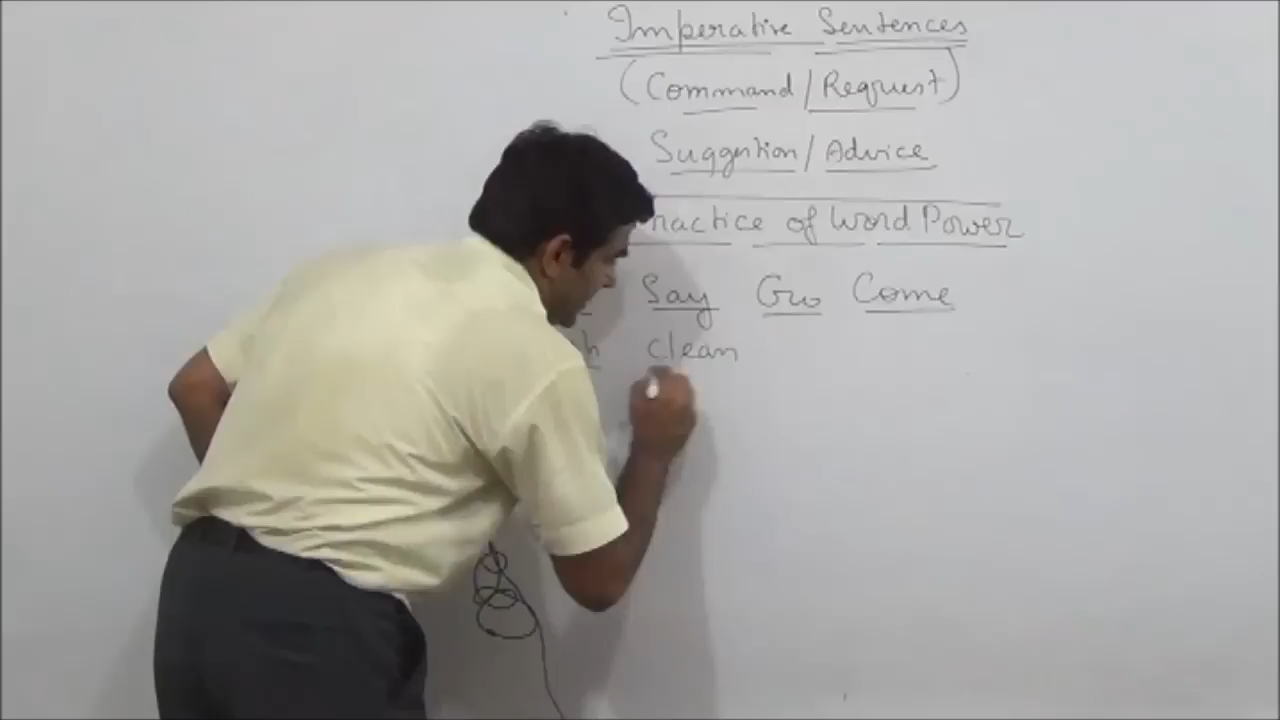 Imperative Sentences
(Command/Request)
Suggestion/Advice
Practice of Word Power
Say Go Come
clean